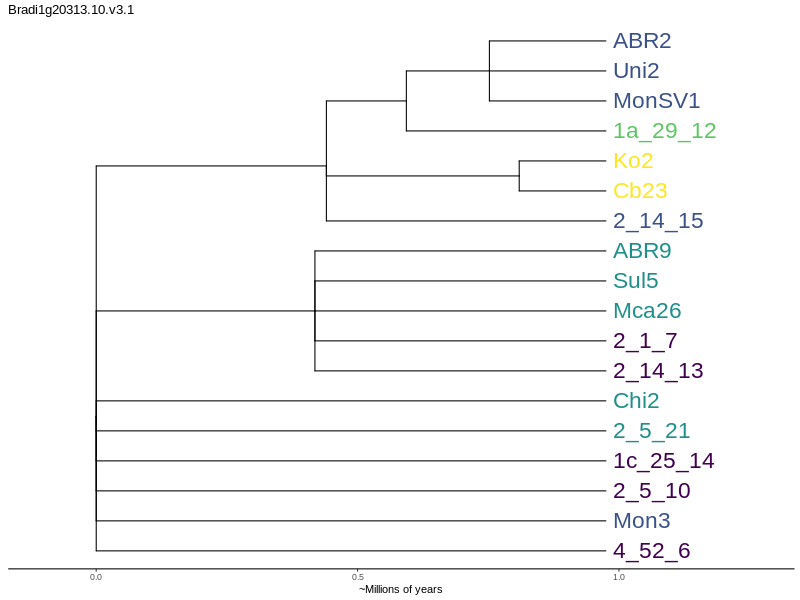 Bradi1g20313.10.v3.1
ABR2
Uni2
MonSV1
1a_29_12
Ko2
Cb23
2_14_15
ABR9
Sul5
Mca26
2_1_7
2_14_13
Chi2
2_5_21
1c_25_14
2_5_10
Mon3
4_52_6
0.0 0.5 1.0
~Millions of years